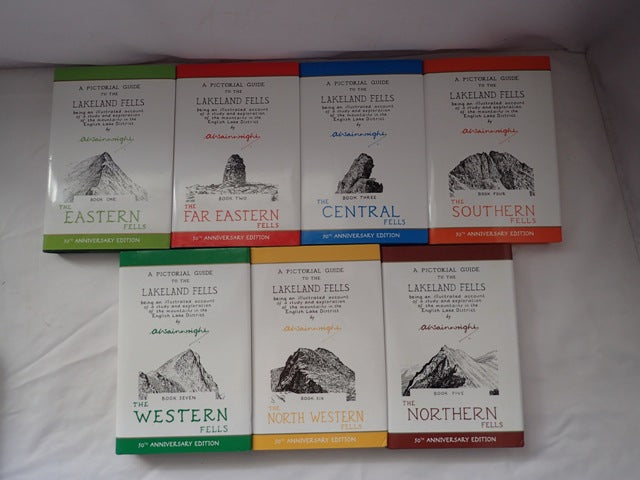 A PICTORIAL GUIDE
TO THE
LAKELAND FELLS
being an illustrated account
of a study and exploration
of the mountains in the
English Lake District
by
AWainwright
BOOK ONE
THE
EASTERN
FELLS
50TH ANNIVERSARY EDITION
A PICTORIAL GUIDE
TO THE
LAKELAND FELLS
being an illustrated account
of a study and exploration
of the mountains in the
English Lake District
by
AWainwright
BOOK TWO
THE
FAR EASTERN
FELLS
50TH ANNIVERSARY EDITION
A PICTORIAL GUIDE
TO THE
LAKELAND FELLS
being an illustrated account
of a study and exploration
of the mountains in the
English Lake District
by
AWainwright
BOOK THREE
THE
CENTRAL
FELLS
50TH ANNIVERSARY EDITION
A PICTORIAL GUIDE
TO THE
LAKELAND FELLS
being an illustrated account
of a study and exploration
of the mountains in the
English Lake District
by
AWainwright
BOOK FOUR
THE
SOUTHERN
FELLS
50TH ANNIVERSARY EDITION
A PICTORIAL GUIDE
TO THE
LAKELAND FELLS
being an illustrated account
of a study and exploration
of the mountains in the
English Lake District
by
AWainwright
BOOK SEVEN
THE
WESTERN
FELLS
50TH ANNIVERSARY EDITION
A PICTORIAL GUIDE
TO THE
LAKELAND FELLS
being an illustrated account
of a study and exploration
of the mountains in the
English Lake District
by
AWainwright
BOOK SIX
THE
NORTH WESTERN
FELLS
50TH ANNIVERSARY EDITION
A PICTORIAL GUIDE
TO THE
LAKELAND FELLS
being an illustrated account
of a study and exploration
of the mountains in the
English Lake District
by
AWainwright
BOOK FIVE
THE
NORTHERN
FELLS
50TH ANNIVERSARY EDITION